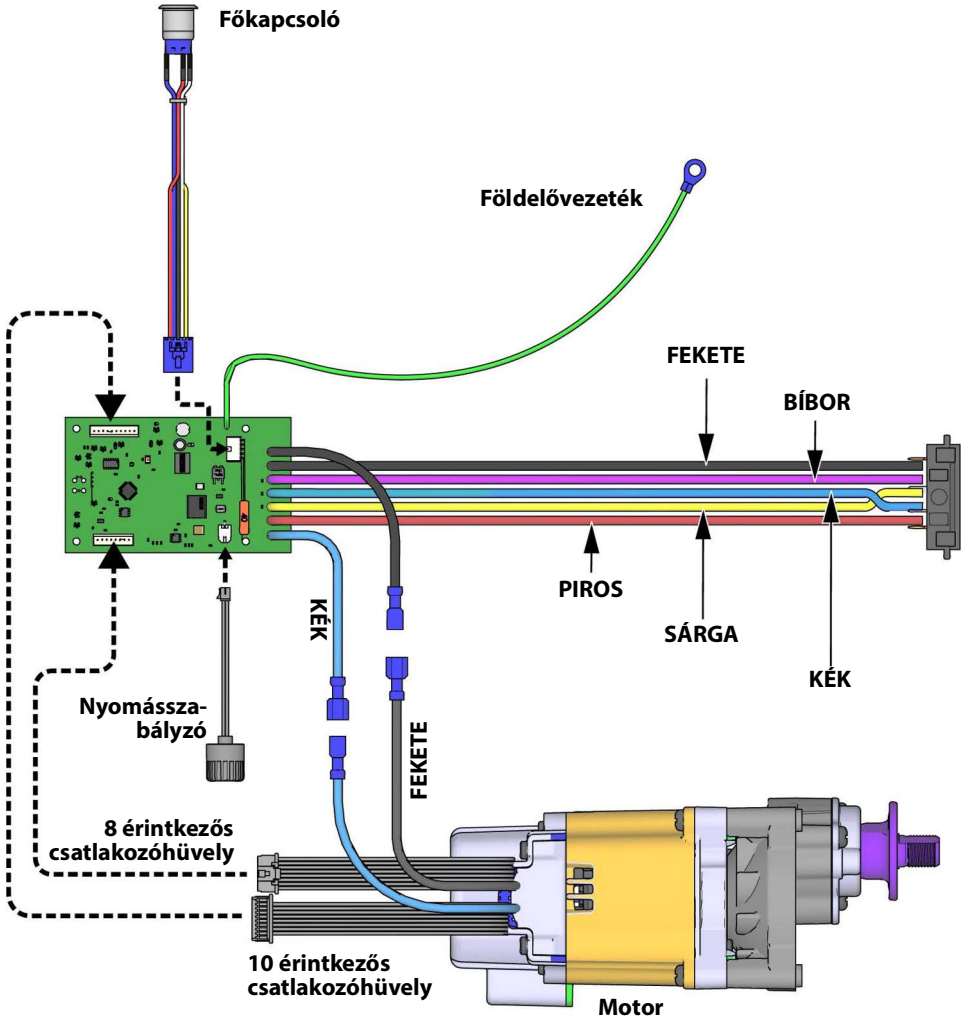 Főkapcsoló
Földelővezeték
FEKETE
BÍBOR
PIROS
SÁRGA
KÉK
KÉK
FEKETE
Nyomássza-
bályzó
8 érintkezős
csatlakozóhüvely
10 érintkezős
csatlakozóhüvely
Motor